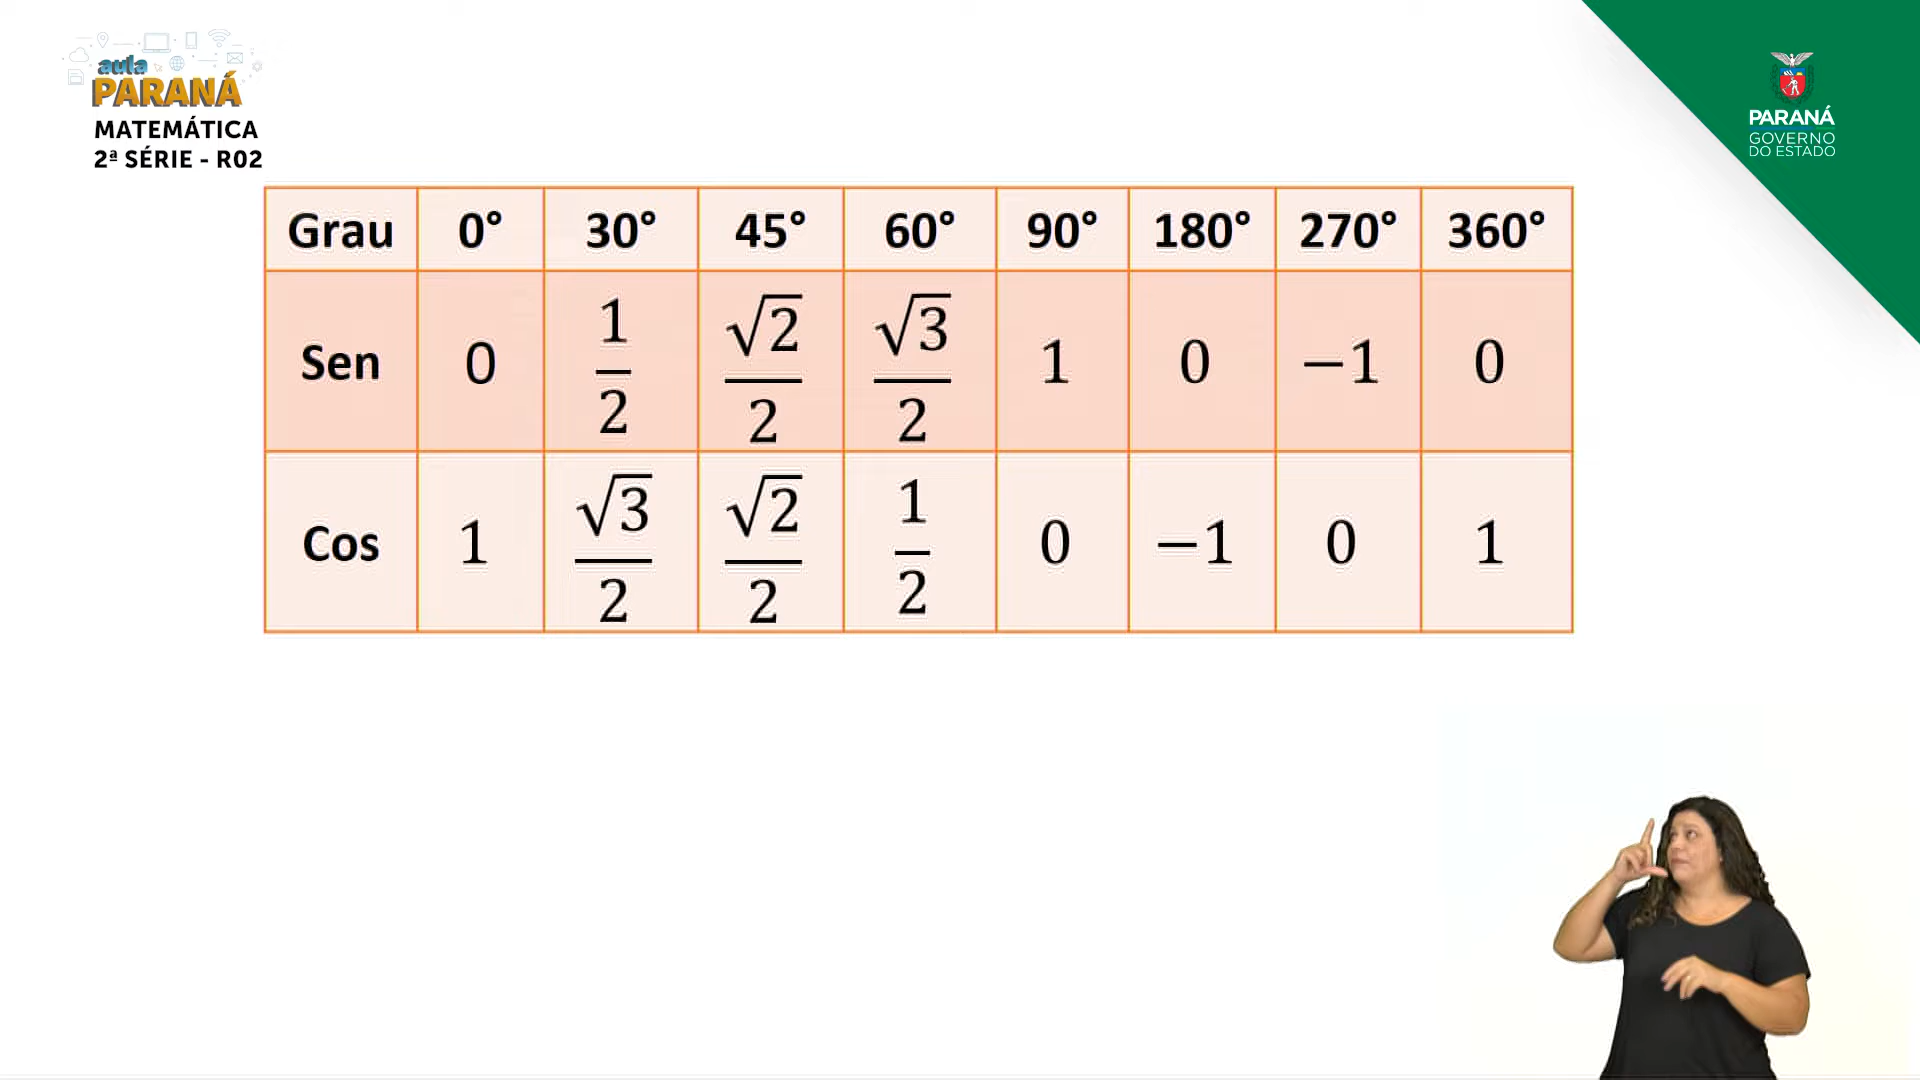 aula
PARANÁ
MATEMÁTICA
2ª SÉRIE - R02
PARANÁ
GOVERNO
DO ESTADO
Grau 0° 30° 45° 60° 90° 180° 270° 360°
Sen 0 1/2 √2/2 √3/2 1 0 −1 0
Cos 1 √3/2 √2/2 1/2 0 −1 0 1